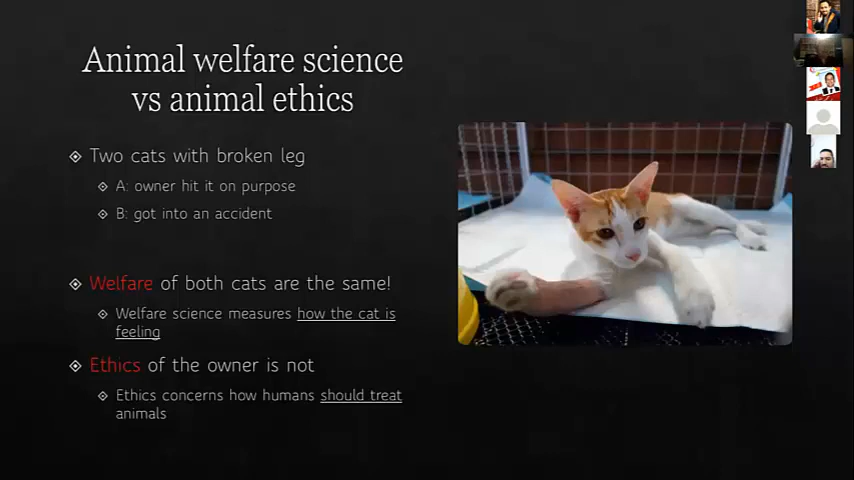 Animal welfare science
vs animal ethics
Two cats with broken leg
A: owner hit it on purpose
B: got into an accident
Welfare of both cats are the same!
Welfare science measures how the cat is
feeling
Ethics of the owner is not
Ethics concerns how humans should treat
animals